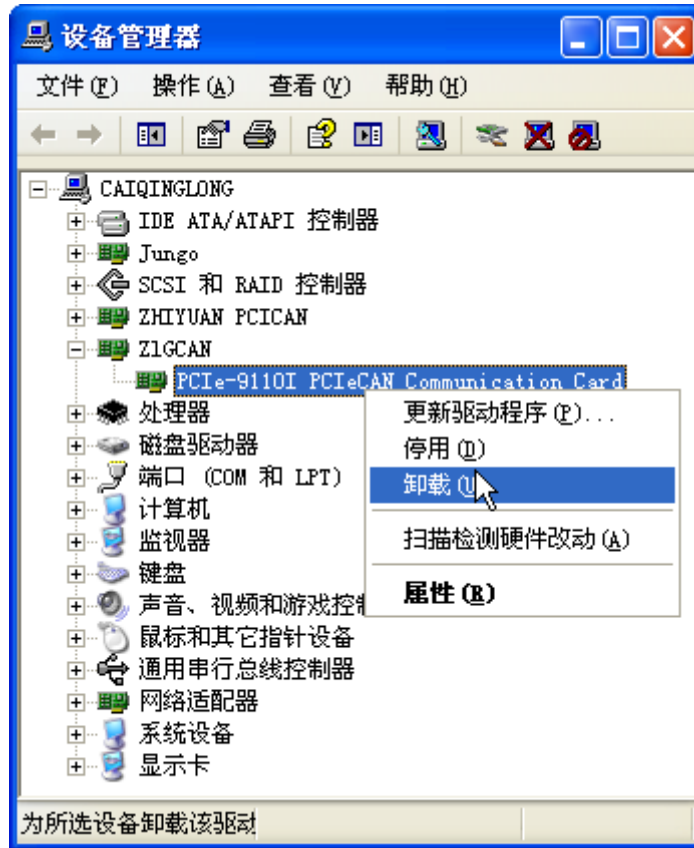 设备管理器
文件(F) 操作(A) 查看(V) 帮助(H)
CAIQINGLONG
IDE ATA/ATAPI 控制器
Jungo
SCSI 和 RAID 控制器
ZHIYUAN PCICAN
ZlGCAN
PCIe-9110I PCIeCAN Communication Card
处理器
更新驱动程序(P)...
磁盘驱动器
停用(D)
端口 (COM 和 LPT)
卸载(U
计算机
监视器
扫描检测硬件改动(A)
键盘
声音、视频和游戏控制
属性(R)
鼠标和其它指针设备
通用串行总线控制器
网络适配器
系统设备
显示卡
为所选设备卸载该驱动